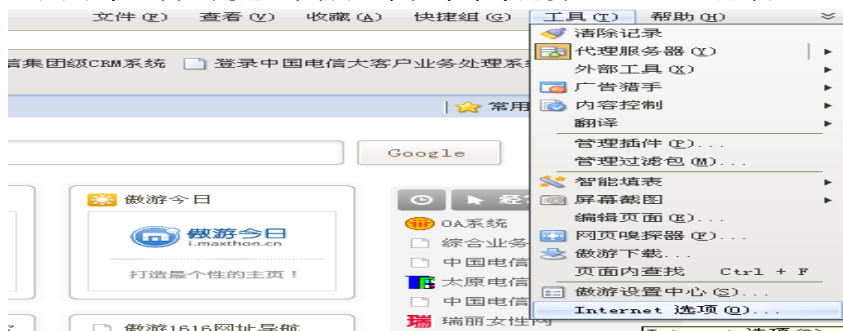 文件(F) 查看(V) 收藏(A) 快捷组(G) 工具(T) 帮助(H)
清除记录
代理服务器(Y)
外部工具(X)
广告猎手
内容控制
翻译
管理插件(P)...
管理过滤包(M)...
智能填表
屏幕截图
编辑页面(E)...
网页嗅探器(F)...
傲游下载...
页面内查找 Ctrl + F
傲游设置中心(S)...
Internet 选项(O)...
信集团级CRM系统 登录中国电信大客户业务处理系
常用
Google
傲游今日
傲游今日
i.maxthon.cn
打造最个性的主页！
傲游1616网址导航
OA系统
综合业务
中国电信
太原电信
中国电信
瑞丽女性网